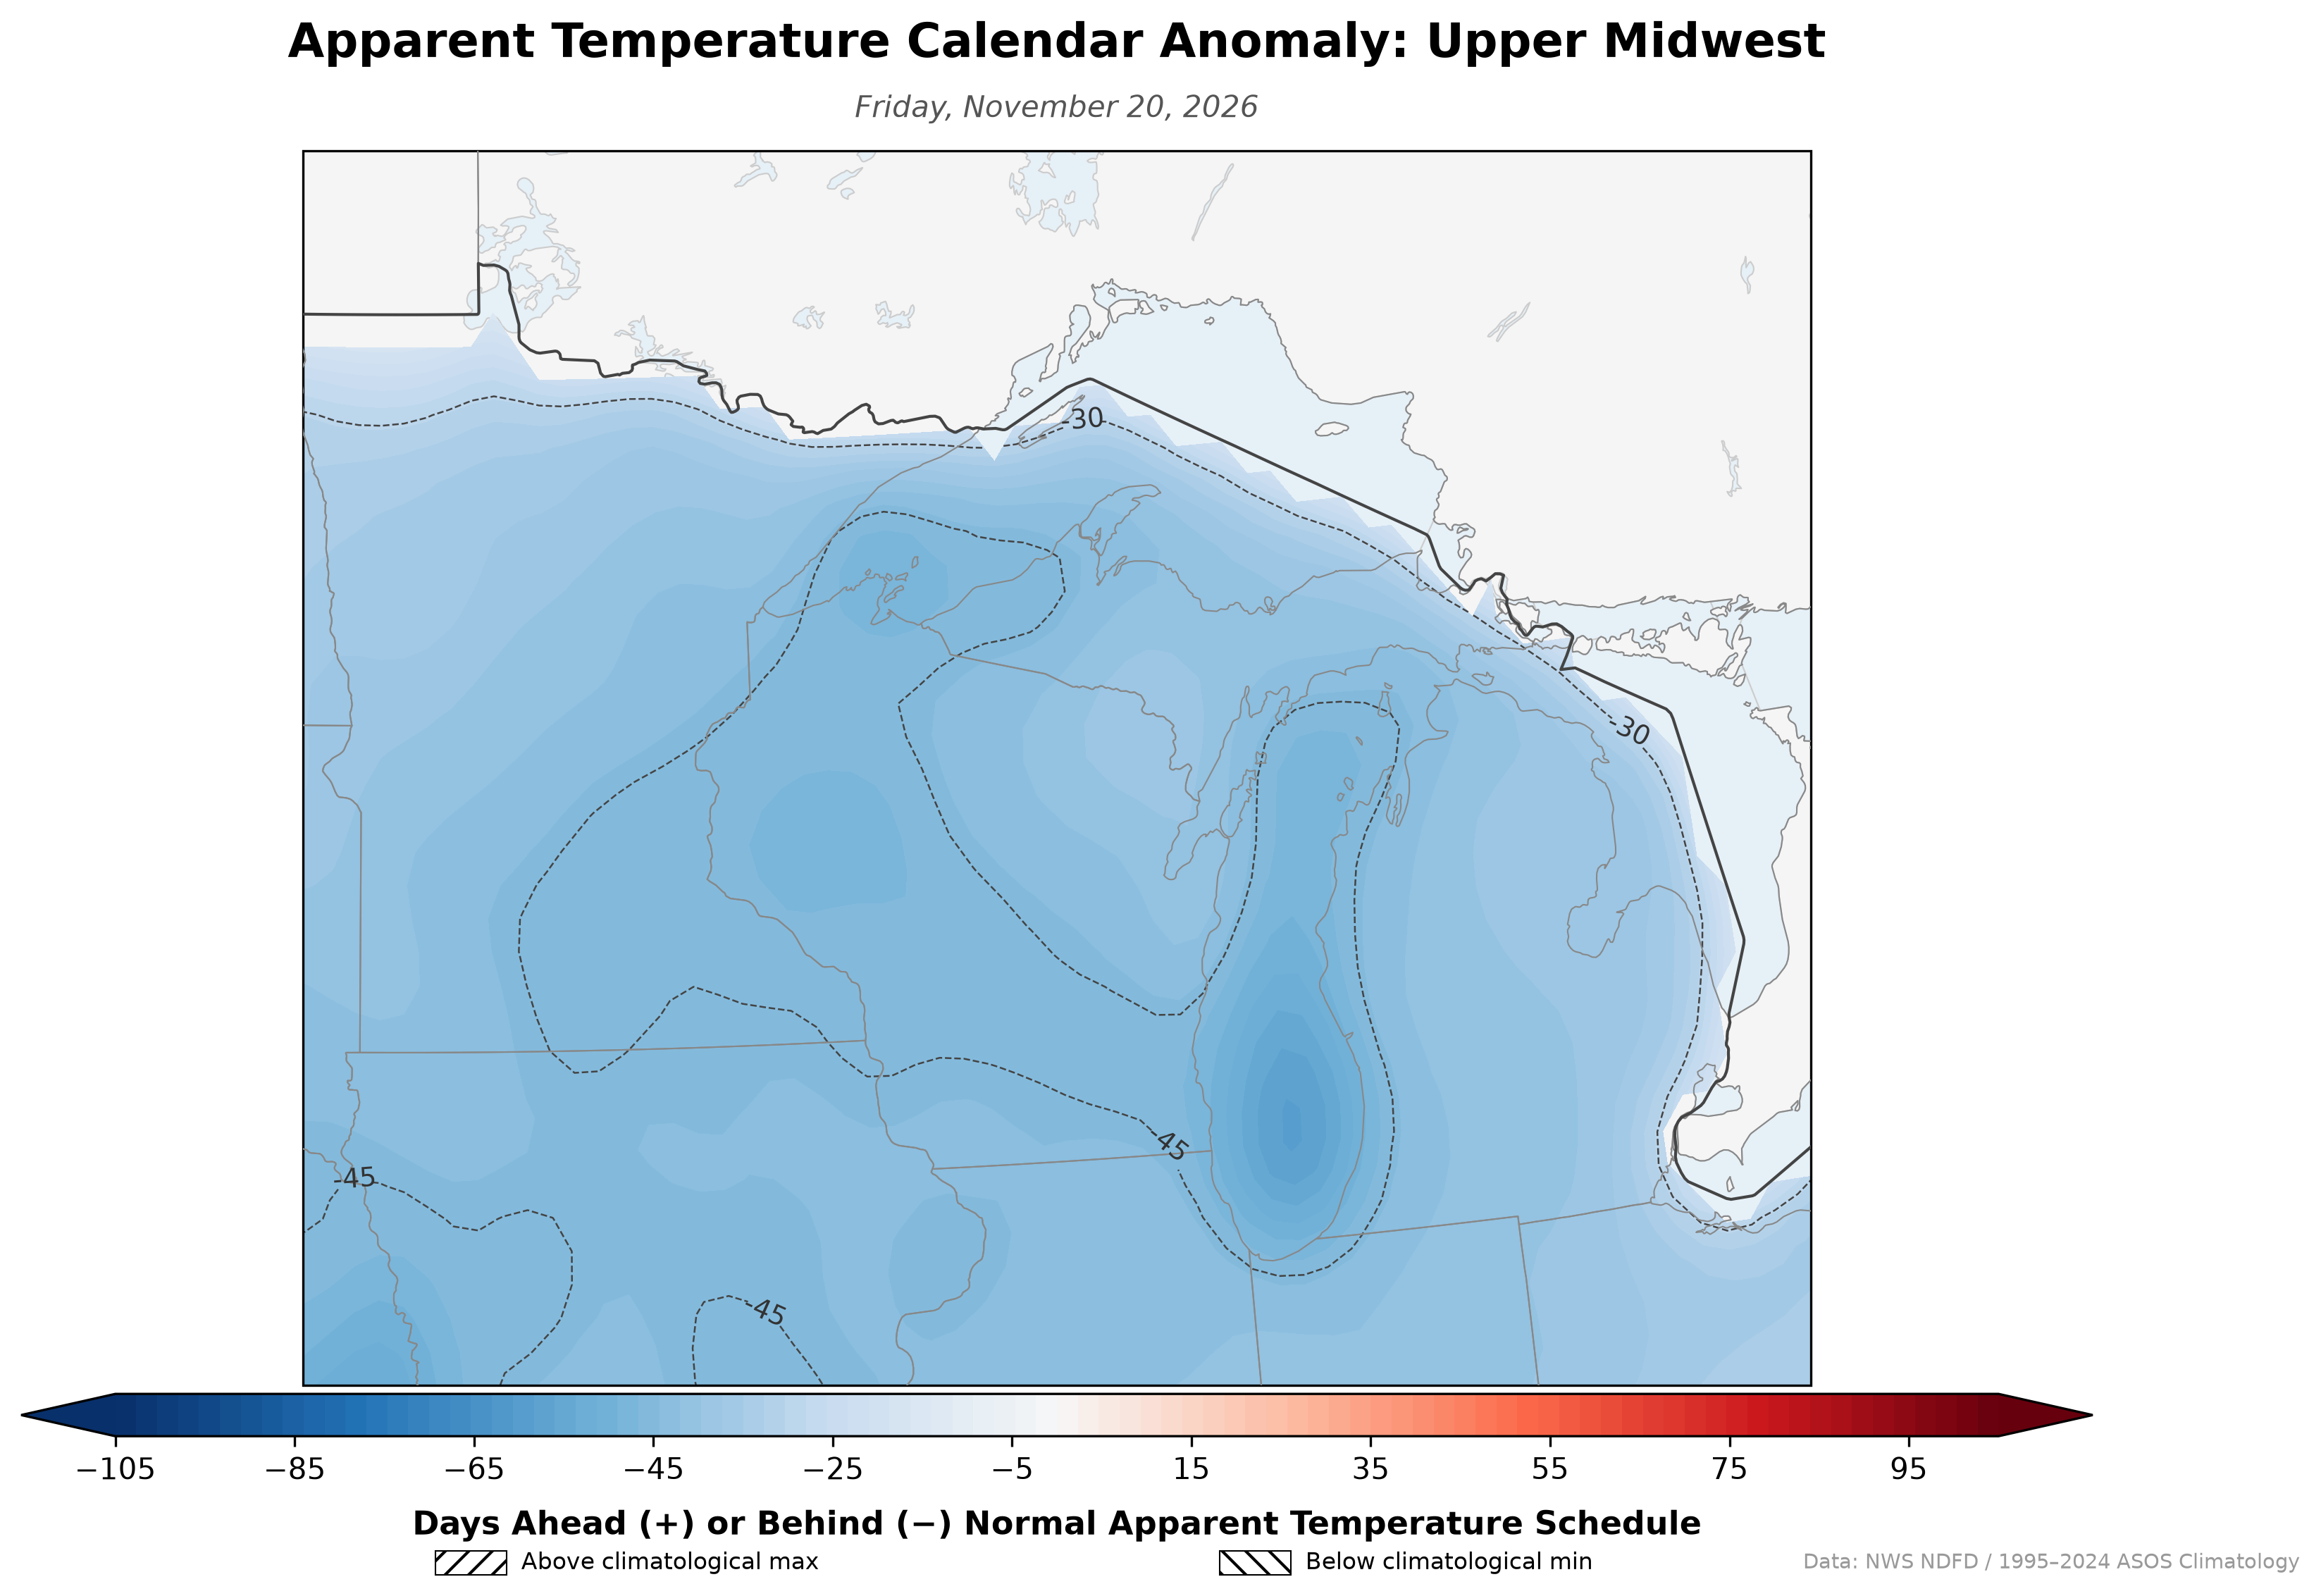 Apparent Temperature Calendar Anomaly: Upper Midwest
Friday, November 20, 2026
-30
-30
-45
-45
-45
−105 −85 −65 −45 −25 −5 15 35 55 75 95
Days Ahead (+) or Behind (−) Normal Apparent Temperature Schedule
Above climatological max
Below climatological min
Data: NWS NDFD / 1995–2024 ASOS Climatology